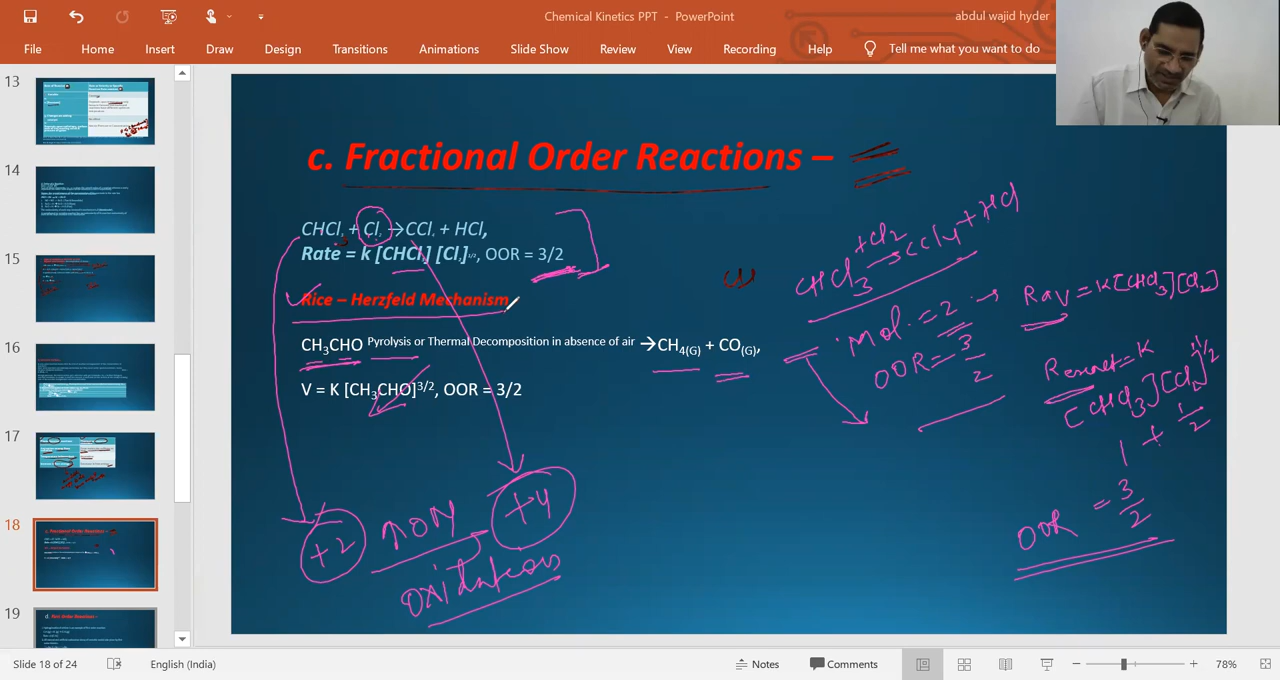 Chemical Kinetics PPT - PowerPoint
abdul wajid hyder
File Home Insert Draw Design Transitions Animations Slide Show Review View Recording Help Tell me what you want to do
13
14
15
16
17
18
19
c. Fractional Order Reactions –
CHCl3 + Cl2 →CCl4 + HCl,
Rate = k [CHCl3] [Cl2]1/2, OOR = 3/2
Rice – Herzfeld Mechanism
CH3CHO Pyrolysis or Thermal Decomposition in absence of air →CH4(G) + CO(G),
V = K [CH3CHO]3/2, OOR = 3/2
CHCl3 + Cl2 → CCl4 + HCl
Mol. = 2 →
OOR = 3/2
Rav = K[CHCl3][Cl2]
K
[CHCl3][Cl2]1/2
1 + 1/2
OOR = 3/2
+2
↑ ON
+4
Slide 18 of 24
English (India)
Notes
Comments
78%